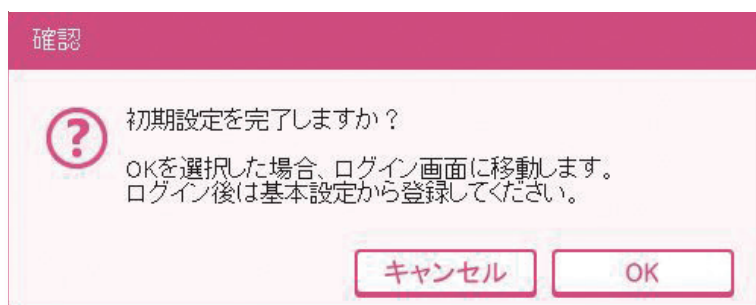 確認
初期設定を完了しますか？
OKを選択した場合、ログイン画面に移動します。
ログイン後は基本設定から登録してください。
キャンセル
OK